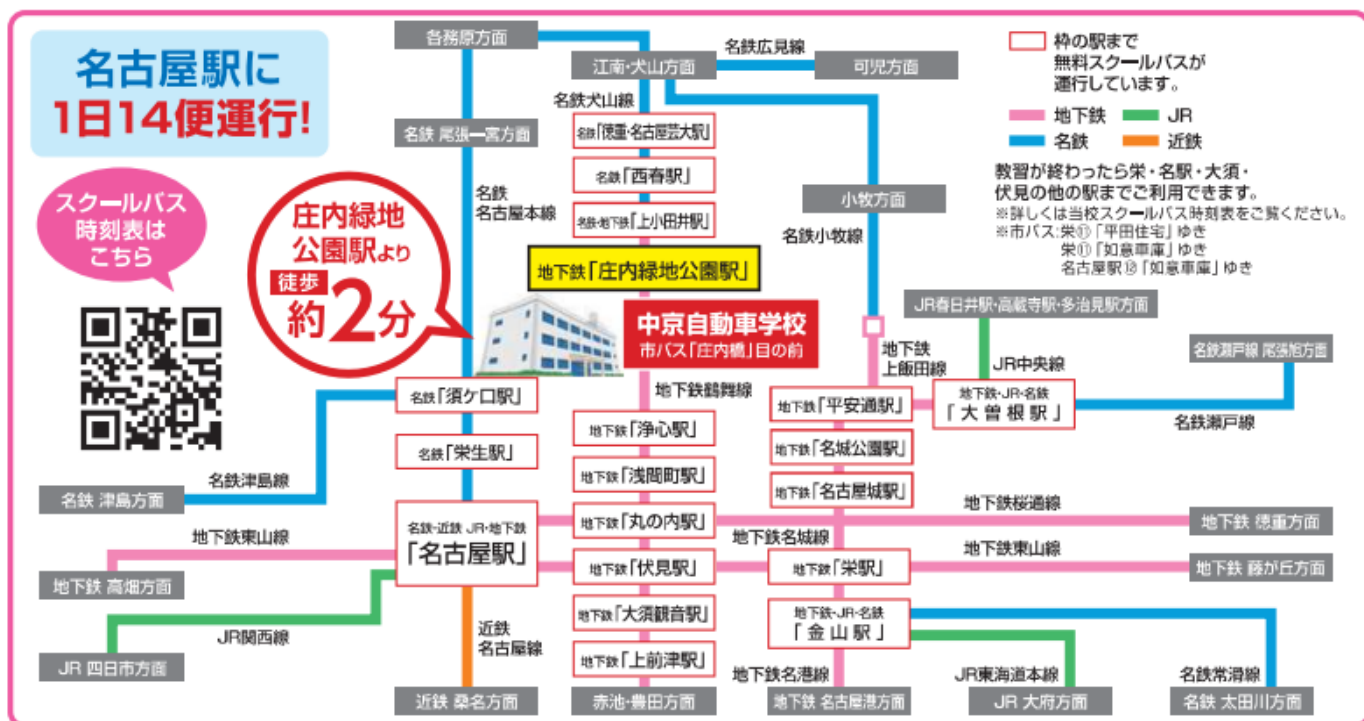 名古屋駅に
1日14便運行!
スクールバス
時刻表は
こちら
庄内緑地
公園駅より
徒歩
約2分
各務原方面
江南・犬山方面
名鉄広見線
可児方面
名鉄犬山線
名鉄 尾張一宮方面
名鉄
名古屋本線
名鉄「徳重・名古屋芸大駅」
名鉄「西春駅」
名鉄・地下鉄「上小田井駅」
地下鉄「庄内緑地公園駅」
中京自動車学校
市バス「庄内橋」目の前
小牧方面
名鉄小牧線
枠の駅まで
無料スクールバスが
運行しています。
地下鉄
JR
名鉄
近鉄
教習が終わったら栄・名駅・大須・
伏見の他の駅までご利用できます。
※詳しくは当校スクールバス時刻表をご覧ください。
※市バス:栄⑪「平田住宅」ゆき
栄⑪「如意車庫」ゆき
名古屋駅⑫「如意車庫」ゆき
JR春日井駅・高蔵寺駅・多治見駅方面
地下鉄
上飯田線
JR中央線
名鉄瀬戸線 尾張旭方面
名鉄瀬戸線
地下鉄・JR・名鉄
「大曽根駅」
地下鉄「平安通駅」
地下鉄「名城公園駅」
地下鉄「名古屋城駅」
地下鉄鶴舞線
名鉄「須ケ口駅」
名鉄「栄生駅」
名鉄津島線
名鉄 津島方面
地下鉄「浄心駅」
地下鉄「浅間町駅」
地下鉄「丸の内駅」
地下鉄「伏見駅」
地下鉄「大須観音駅」
地下鉄「上前津駅」
赤池・豊田方面
名鉄・近鉄 JR・地下鉄
「名古屋駅」
地下鉄東山線
地下鉄 高畑方面
JR関西線
JR 四日市方面
近鉄
名古屋線
近鉄 桑名方面
地下鉄桜通線
地下鉄 徳重方面
地下鉄名城線
地下鉄東山線
地下鉄 藤が丘方面
地下鉄「栄駅」
地下鉄・JR・名鉄
「金山駅」
地下鉄名港線
地下鉄 名古屋港方面
JR東海道本線
JR 大府方面
名鉄常滑線
名鉄 太田川方面